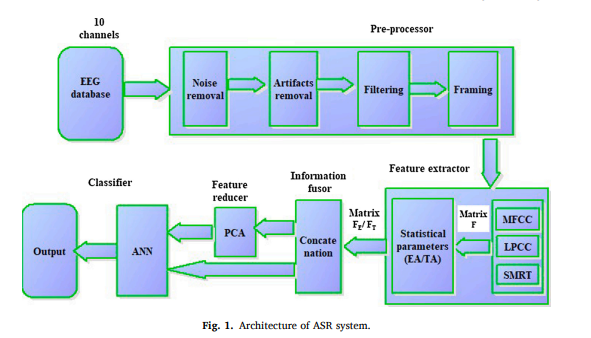 10
channels
Pre-processor
EEG
database
Noise
removal
Artifacts
removal
Filtering
Framing
Feature extractor
Classifier
Feature
reducer
Information
fusor
Output
ANN
PCA
Concate
nation
Matrix
FE/ FT
Statistical
parameters
(EA/TA)
Matrix
F
MFCC
LPCC
SMRT
Fig. 1. Architecture of ASR system.